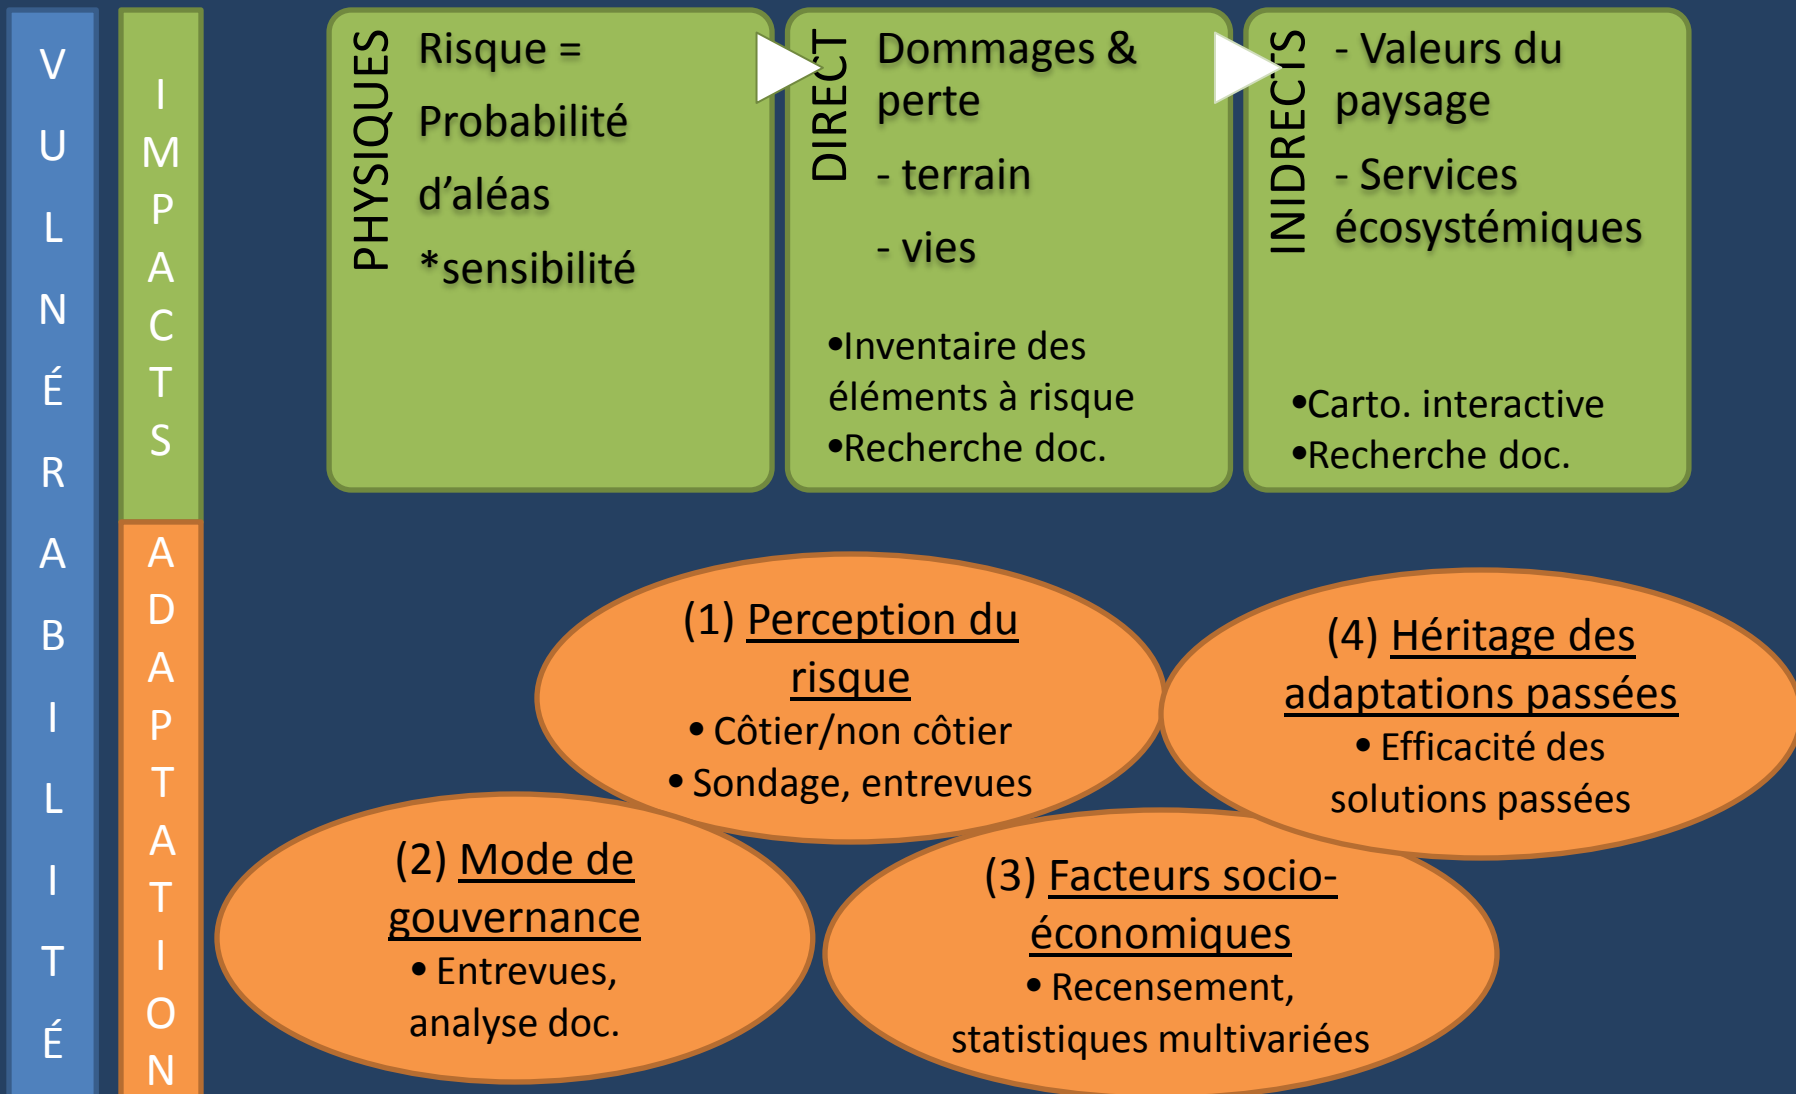 VULNÉRABILITÉ
IMPACTS
ADAPTATION
PHYSIQUES
Risque =
Probabilité
d’aléas
*sensibilité
DIRECT
Dommages &
perte
- terrain
- vies
•Inventaire des
éléments à risque
•Recherche doc.
INIDRECTS
- Valeurs du
paysage
- Services
écosystémiques
•Carto. interactive
•Recherche doc.
(1) Perception du
risque
• Côtier/non côtier
• Sondage, entrevues
(2) Mode de
gouvernance
• Entrevues,
analyse doc.
(3) Facteurs socio-
économiques
• Recensement,
statistiques multivariées
(4) Héritage des
adaptations passées
• Efficacité des
solutions passées